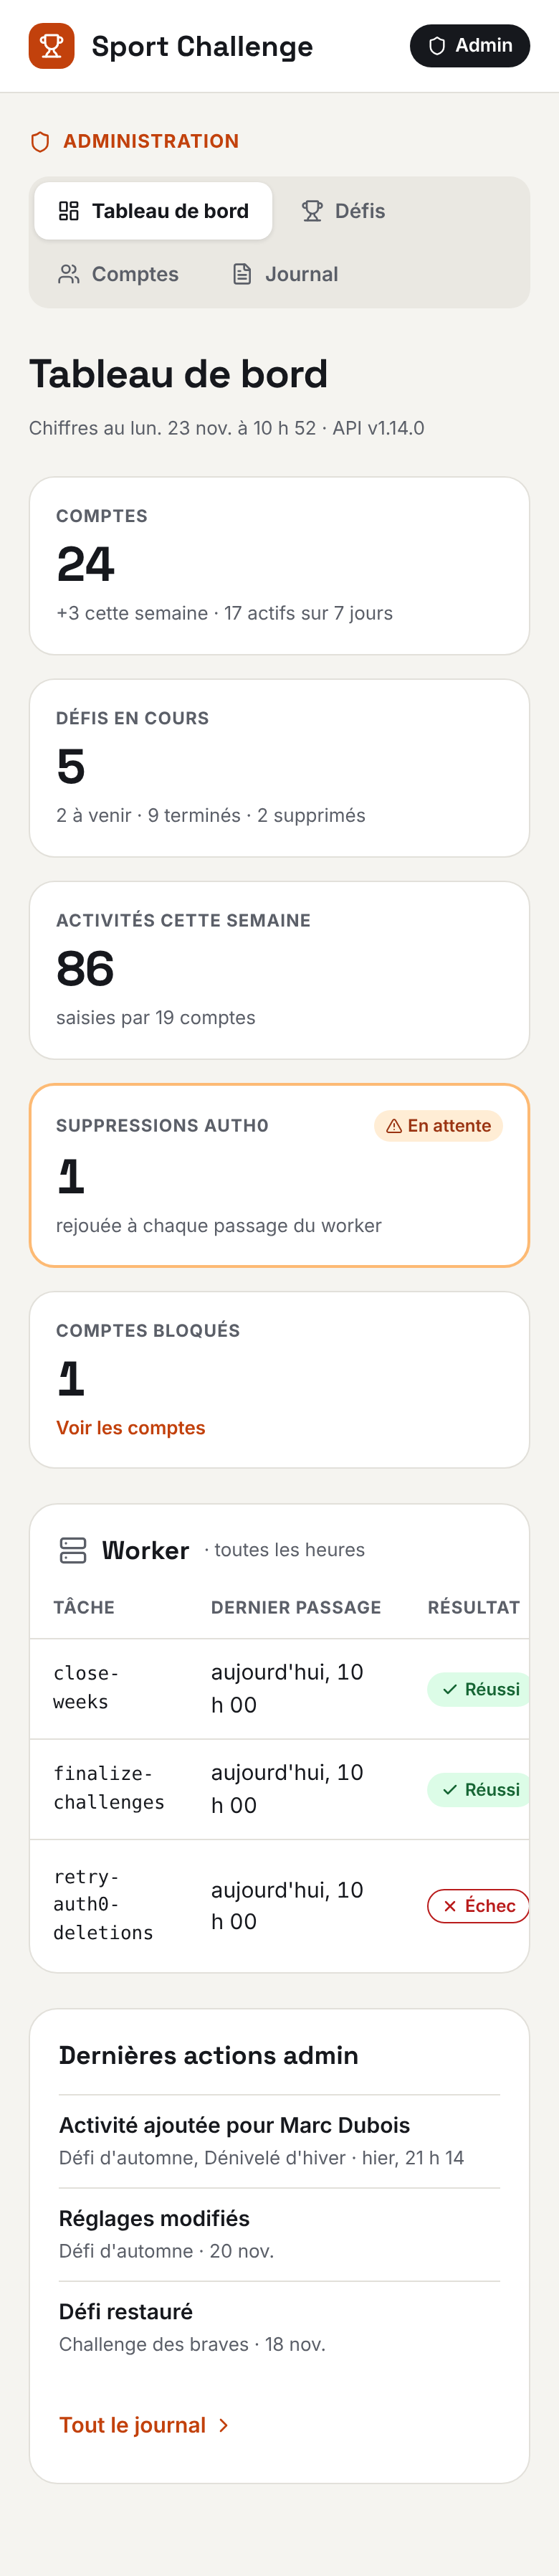 Sport Challenge
Admin
ADMINISTRATION
Tableau de bord
Défis
Comptes
Journal
Tableau de bord
Chiffres au lun. 23 nov. à 10 h 52 · API v1.14.0
COMPTES
24
+3 cette semaine · 17 actifs sur 7 jours
DÉFIS EN COURS
5
2 à venir · 9 terminés · 2 supprimés
ACTIVITÉS CETTE SEMAINE
86
saisies par 19 comptes
SUPPRESSIONS AUTH0
En attente
1
rejouée à chaque passage du worker
COMPTES BLOQUÉS
1
Voir les comptes
Worker · toutes les heures
TÂCHE DERNIER PASSAGE RÉSULTAT
close-
weeks
aujourd'hui, 10
h 00
Réussi
finalize-
challenges
aujourd'hui, 10
h 00
Réussi
retry-
auth0-
deletions
aujourd'hui, 10
h 00
Échec
Dernières actions admin
Activité ajoutée pour Marc Dubois
Défi d'automne, Dénivelé d'hiver · hier, 21 h 14
Réglages modifiés
Défi d'automne · 20 nov.
Défi restauré
Challenge des braves · 18 nov.
Tout le journal